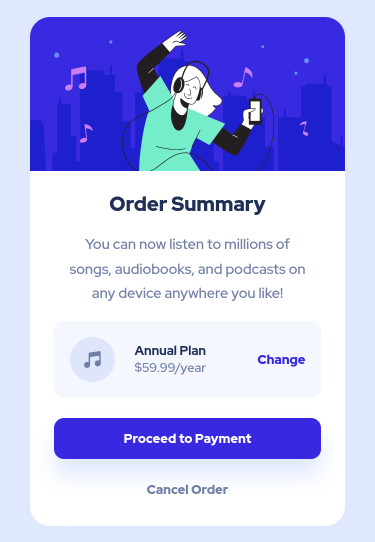 Order Summary
You can now listen to millions of
songs, audiobooks, and podcasts on
any device anywhere you like!
Annual Plan
$59.99/year
Change
Proceed to Payment
Cancel Order